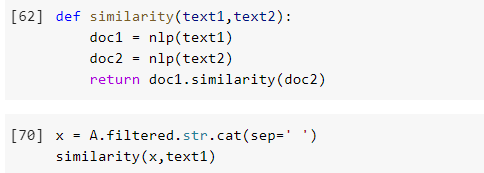 [62] def similarity(text1,text2):
doc1 = nlp(text1)
doc2 = nlp(text2)
return doc1.similarity(doc2)
[70] x = A.filtered.str.cat(sep=' ')
similarity(x,text1)